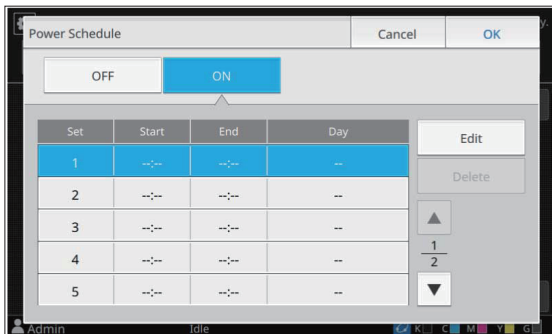 Power Schedule Cancel OK
y.
OFF ON
Set Start End Day
Edit
1 --:-- --:-- --
Delete
2 --:-- --:-- --
3 --:-- --:-- --
1
2
4 --:-- --:-- --
5 --:-- --:-- --
Admin Idle K C M Y G